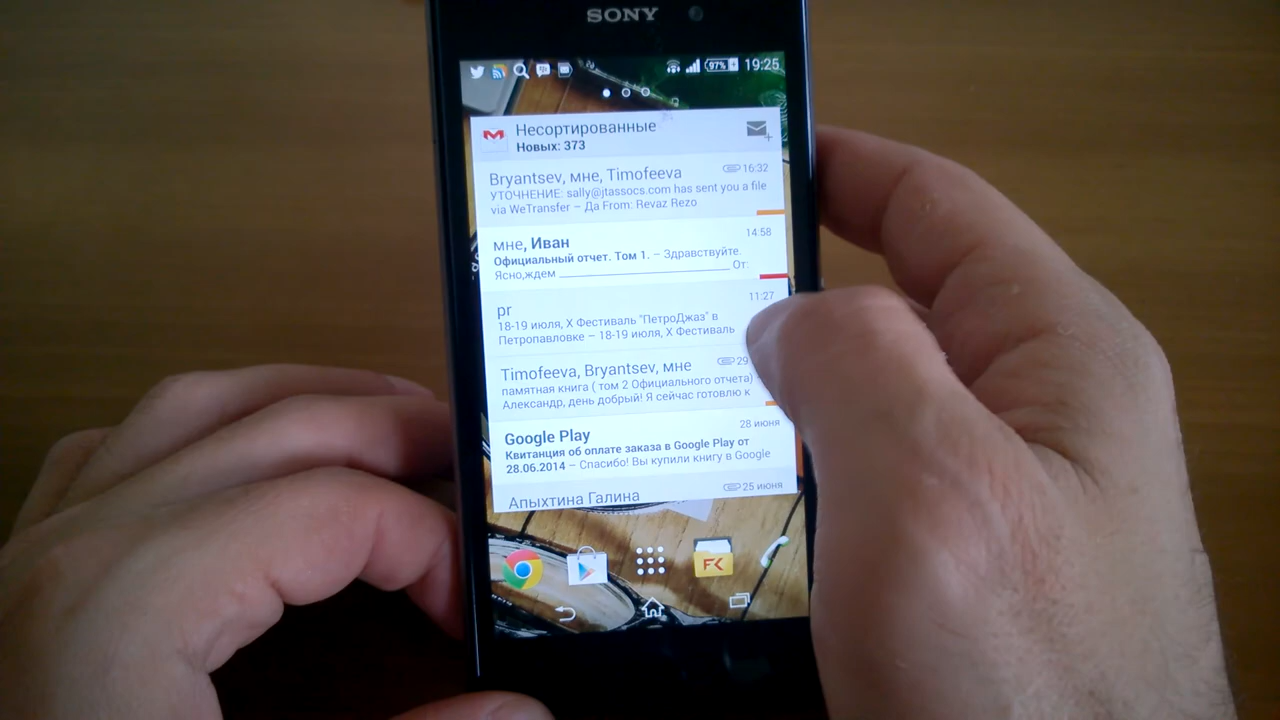 SONY
97% 19:25
Несортированные
Новых: 373
Bryantsev, мне, Timofeeva 16:32
УТОЧНЕНИЕ: sally@jtassocs.com has sent you a file
via WeTransfer – Да From: Revaz Rezo
мне, Иван 14:58
Официальный отчет. Том 1. – Здравствуйте.
Ясно,ждем ______________________________ От:
pr 11:27
18-19 июля, X Фестиваль "ПетроДжаз" в
Петропавловке – 18-19 июля, X Фестиваль
Timofeeva, Bryantsev, мне 29
памятная книга ( том 2 Официального отчета)
Александр, день добрый! Я сейчас готовлю к
Google Play 28 июня
Квитанция об оплате заказа в Google Play от
28.06.2014 – Спасибо! Вы купили книгу в Google
Апыхтина Галина 25 июня
FK